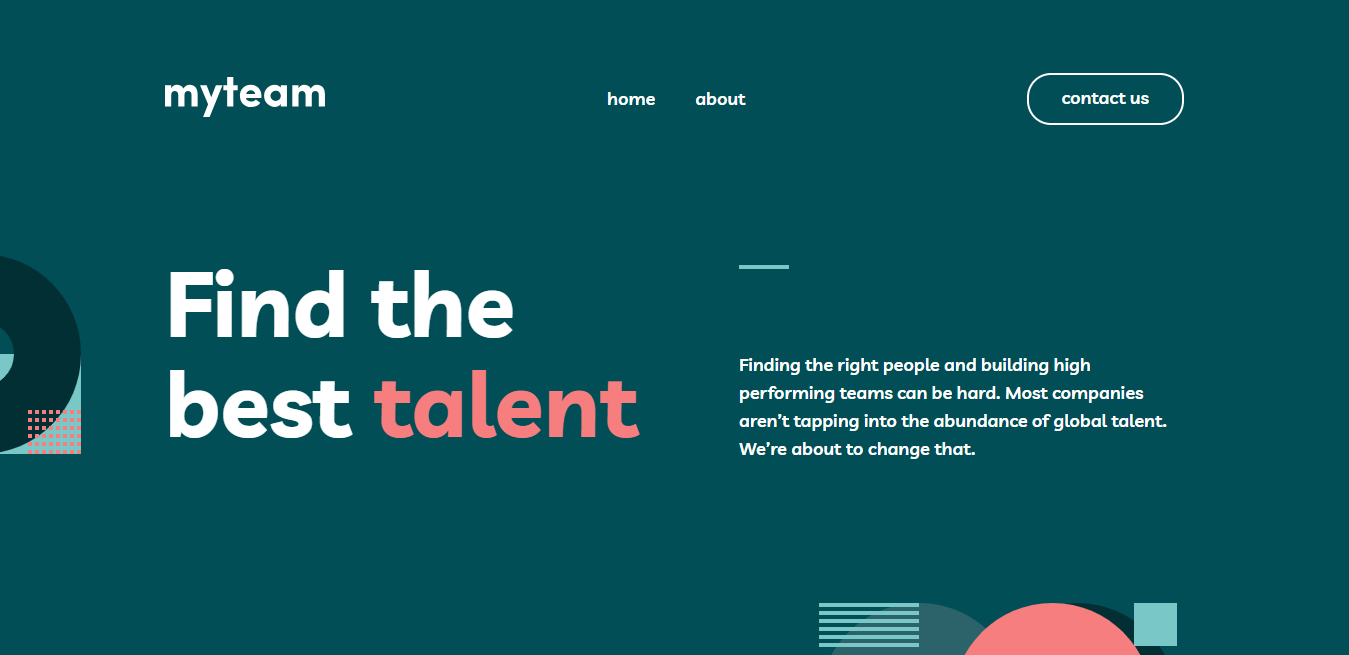 myteam
home about
contact us
Find the
best talent
Finding the right people and building high
performing teams can be hard. Most companies
aren’t tapping into the abundance of global talent.
We’re about to change that.